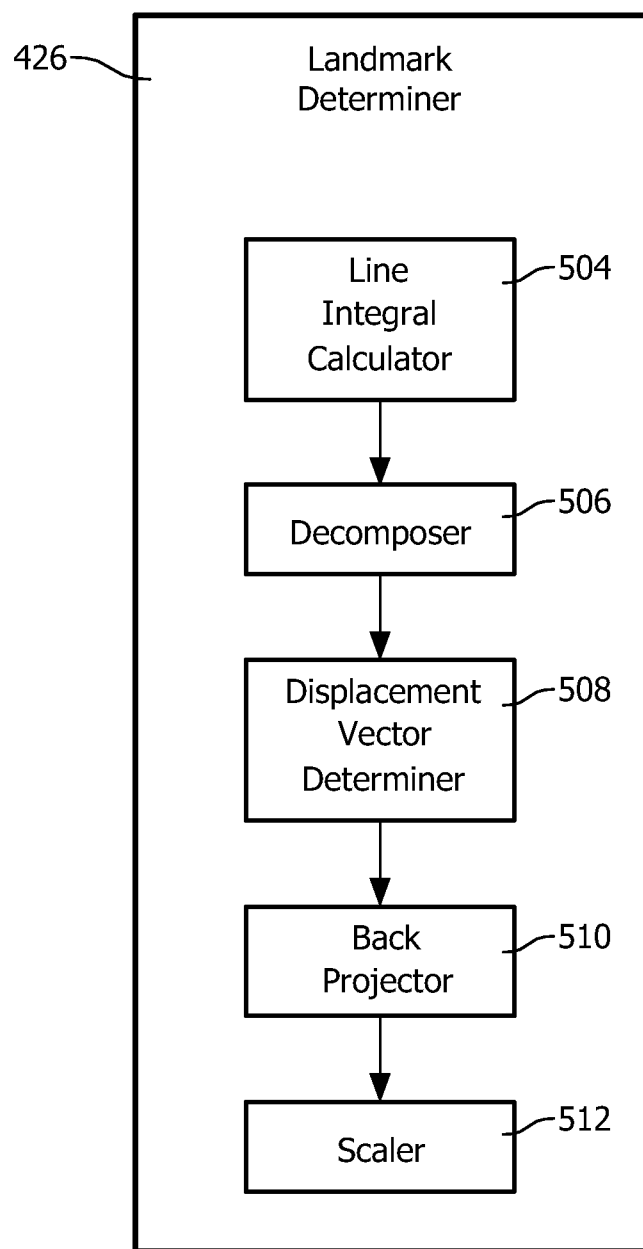 426
Landmark
Determiner
Line
Integral
Calculator
504
Decomposer
506
Displacement
Vector
Determiner
508
Back
Projector
510
Scaler
512